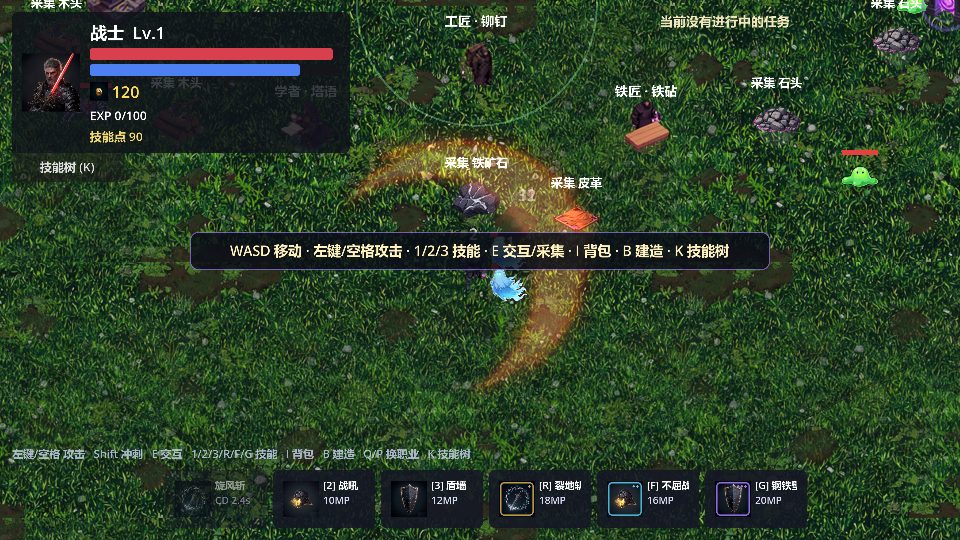 采集 木头
战士 Lv.1
120
EXP 0/100
技能点 90
采集 木头
学者 · 塔语
技能树 (K)
工匠 · 铆钉
当前没有进行中的任务
采集 石头
铁匠 · 铁砧
采集 石头
采集 铁矿石
12
采集 皮革
WASD 移动 · 左键/空格攻击 · 1/2/3 技能 · E 交互/采集 · I 背包 · B 建造 · K 技能树
左键/空格 攻击 Shift 冲刺 E 交互 1/2/3/R/F/G 技能 I 背包 B 建造 Q/P 换职业 K 技能树
旋风斩
CD 2.4s
[2] 战吼
10MP
[3] 盾墙
12MP
[R] 裂地斩
18MP
[F] 不屈战
16MP
[G] 钢铁
20MP